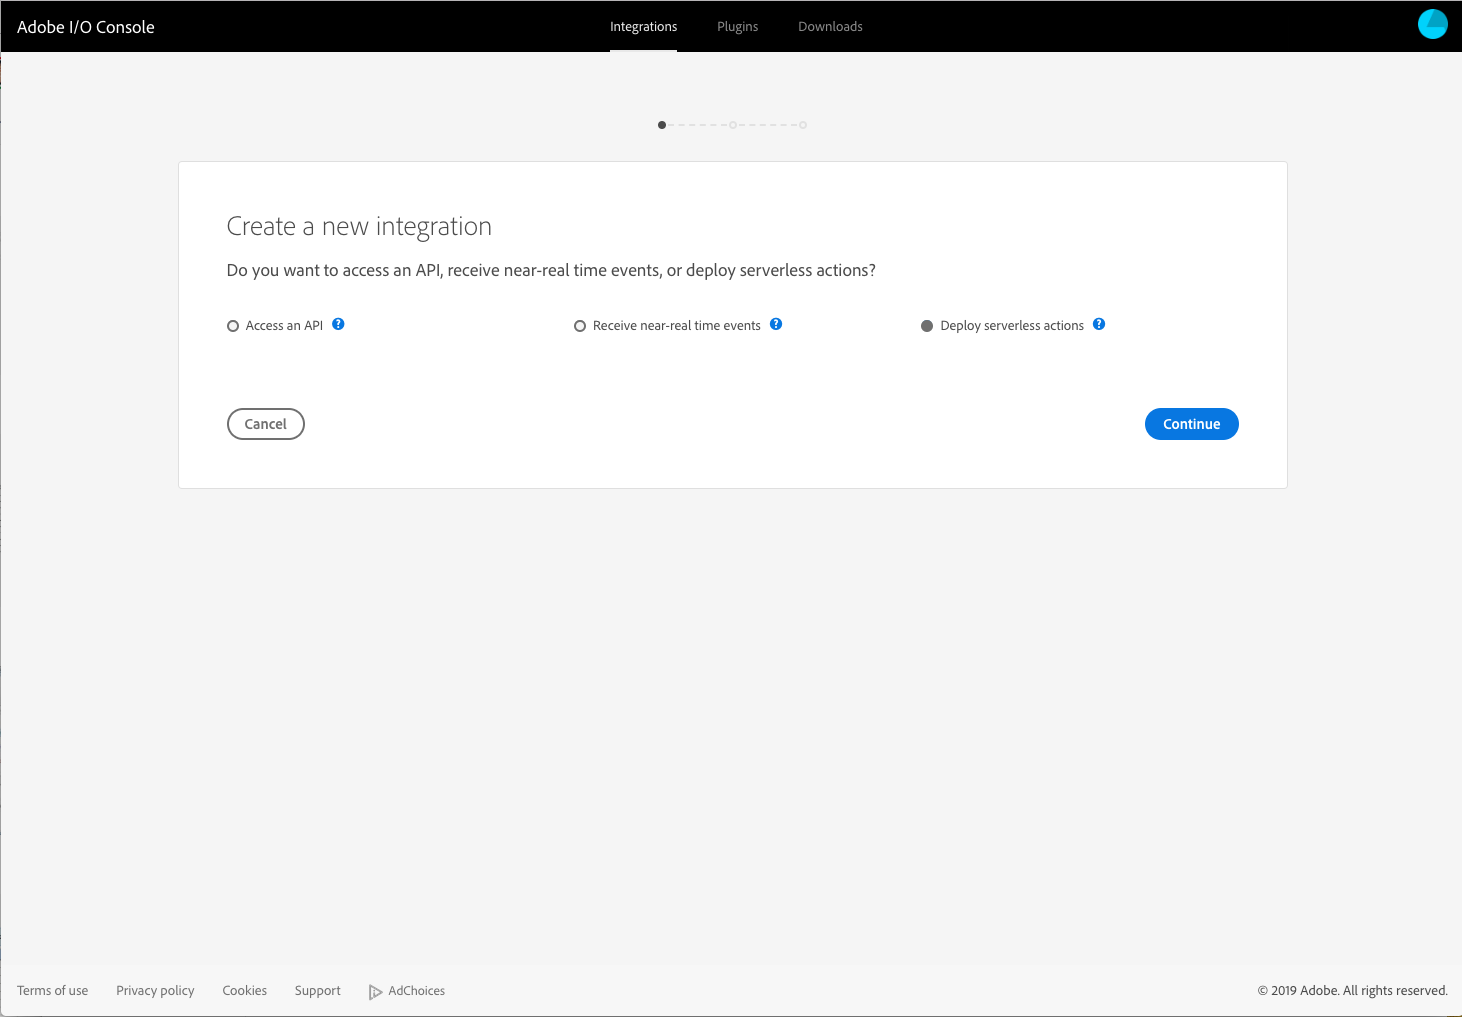 Adobe I/O Console
Integrations
Plugins
Downloads
Create a new integration
Do you want to access an API, receive near-real time events, or deploy serverless actions?
Access an API ?
Receive near-real time events ?
Deploy serverless actions ?
Cancel
Continue
Terms of use
Privacy policy
Cookies
Support
AdChoices
© 2019 Adobe. All rights reserved.